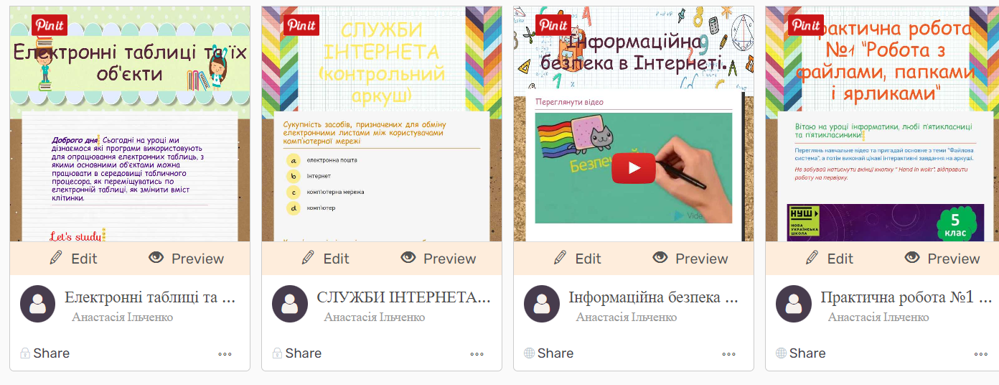 Pin it
Електронні таблиці та їх
об'єкти
Доброго дня! Сьогодні на уроці ми
дізнаємося які програми використовують
для опрацювання електронних таблиць, з
якими основними об'єктами можна
працювати в середовищі табличного
процесора, як переміщуватись по
електронній таблиці, як змінити вміст
клітинки.
Let's study
Edit
Preview
Електронні таблиці та ...
Анастасія Ільченко
Share
Pin it
СЛУЖБИ
ІНТЕРНЕТА
(контрольний
аркуш)
Сукупність засобів, призначених для обміну
електронними листами між користувачами
комп'ютерної мережі
a електронна пошта
b Інтернет
c комп'ютерна мережа
d комп'ютер
Edit
Preview
СЛУЖБИ ІНТЕРНЕТА...
Анастасія Ільченко
Share
Pin it
Інформаційна
безпека в Інтернеті.
Переглянути відео
Edit
Preview
Інформаційна безпека ...
Анастасія Ільченко
Share
Pin it
рактична робота
№1 "Робота з
файлами, папками
і ярликами"
Вітаю на уроці інформатики, любі п'ятикласниці
та п'ятикласники!
Переглянь навчальне відео та пригадай основне з теми "Файлова
система", а потім виконай цікаві інтерактивні завдання на аркуші.
Не забувай натиснути вкінці кнопку " Hand in wokr". відправити
роботу на первірку.
НУШ
НОВА
УКРАЇНСЬКА
ШКОЛА
5
клас
Edit
Preview
Практична робота №1 ...
Анастасія Ільченко
Share